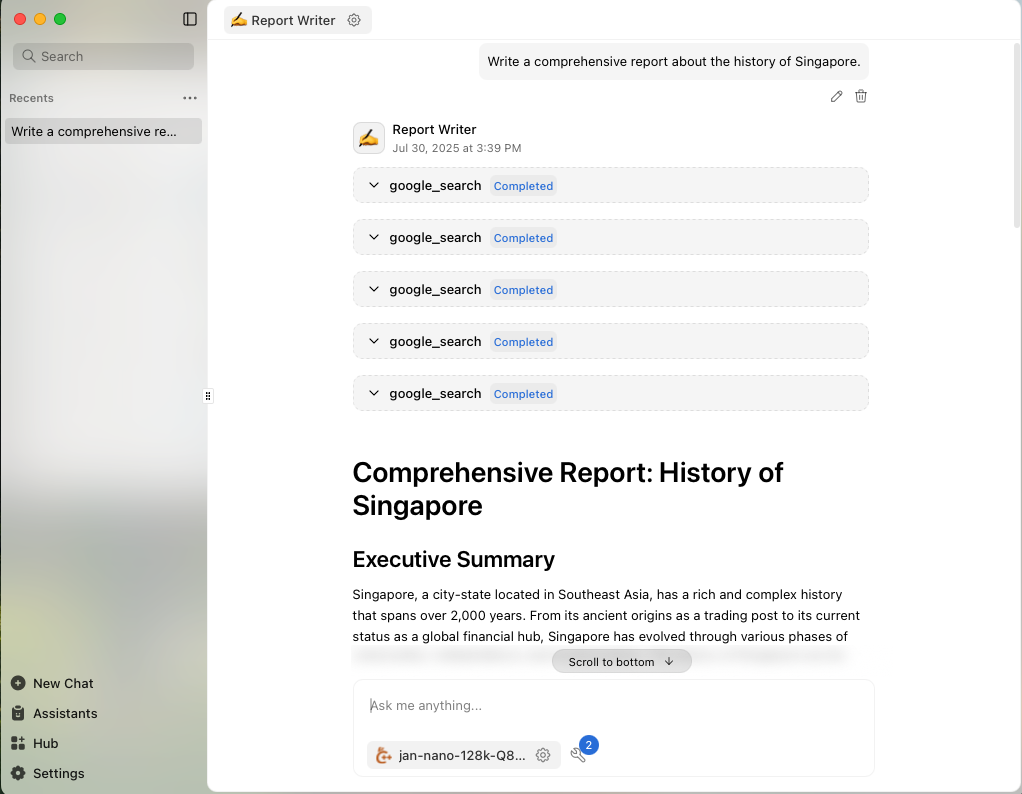 Report Writer
Search
Recents
Write a comprehensive re...
New Chat
Assistants
Hub
Settings
Write a comprehensive report about the history of Singapore.
Report Writer
Jul 30, 2025 at 3:39 PM
google_search Completed
google_search Completed
google_search Completed
google_search Completed
google_search Completed
Comprehensive Report: History of
Singapore
Executive Summary
Singapore, a city-state located in Southeast Asia, has a rich and complex history
that spans over 2,000 years. From its ancient origins as a trading post to its current
status as a global financial hub, Singapore has evolved through various phases of
Scroll to bottom
Ask me anything...
jan-nano-128k-Q8...
2